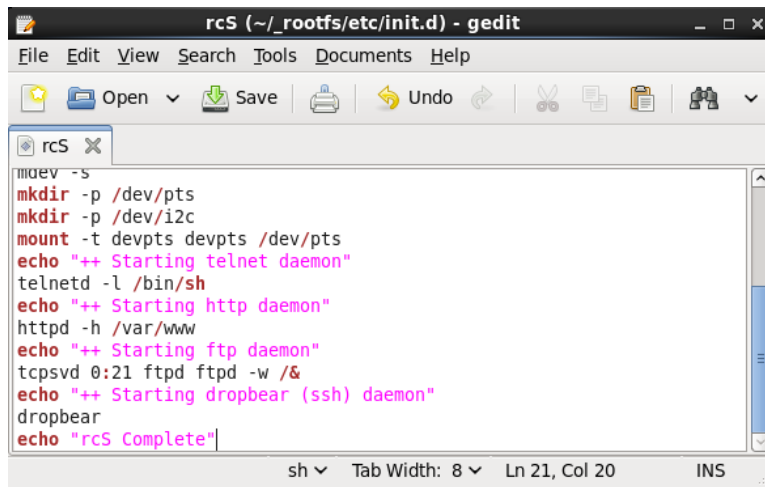 rcS (~/_rootfs/etc/init.d) - gedit
File Edit View Search Tools Documents Help
Open Save Undo
rcS
mdev -s
mkdir -p /dev/pts
mkdir -p /dev/i2c
mount -t devpts devpts /dev/pts
echo "++ Starting telnet daemon"
telnetd -l /bin/sh
echo "++ Starting http daemon"
httpd -h /var/www
echo "++ Starting ftp daemon"
tcpsvd 0:21 ftpd ftpd -w /&
echo "++ Starting dropbear (ssh) daemon"
dropbear
echo "rcS Complete"
sh Tab Width: 8 Ln 21, Col 20 INS